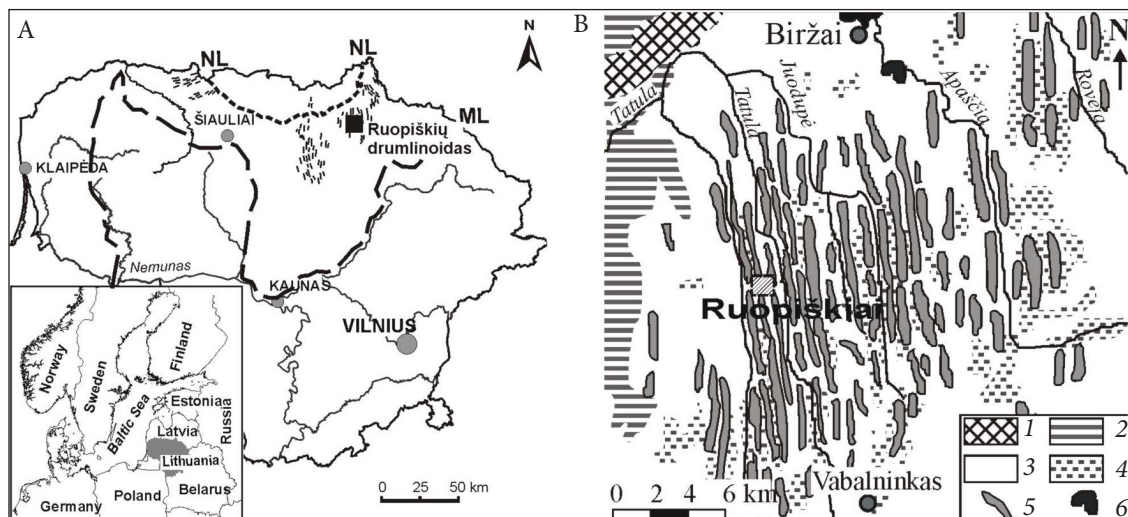 A
N
NL
NL
ML
ŠIAULIAI
Ruopiškių
drumlinoidas
KLAIPĖDA
Nemunas
KAUNAS
VILNIUS
0 25 50 km
Norway
Sweden
Finland
Baltic Sea
Estonia
Russia
Latvia
Lithuania
Germany
Poland
Belarus
B
N
Biržai
Tatula
Tatula
Juodupė
Apaščia
Rovėja
Ruopiškiai
Vabalninkas
0 2 4 6 km
1 2
3 4
5 6